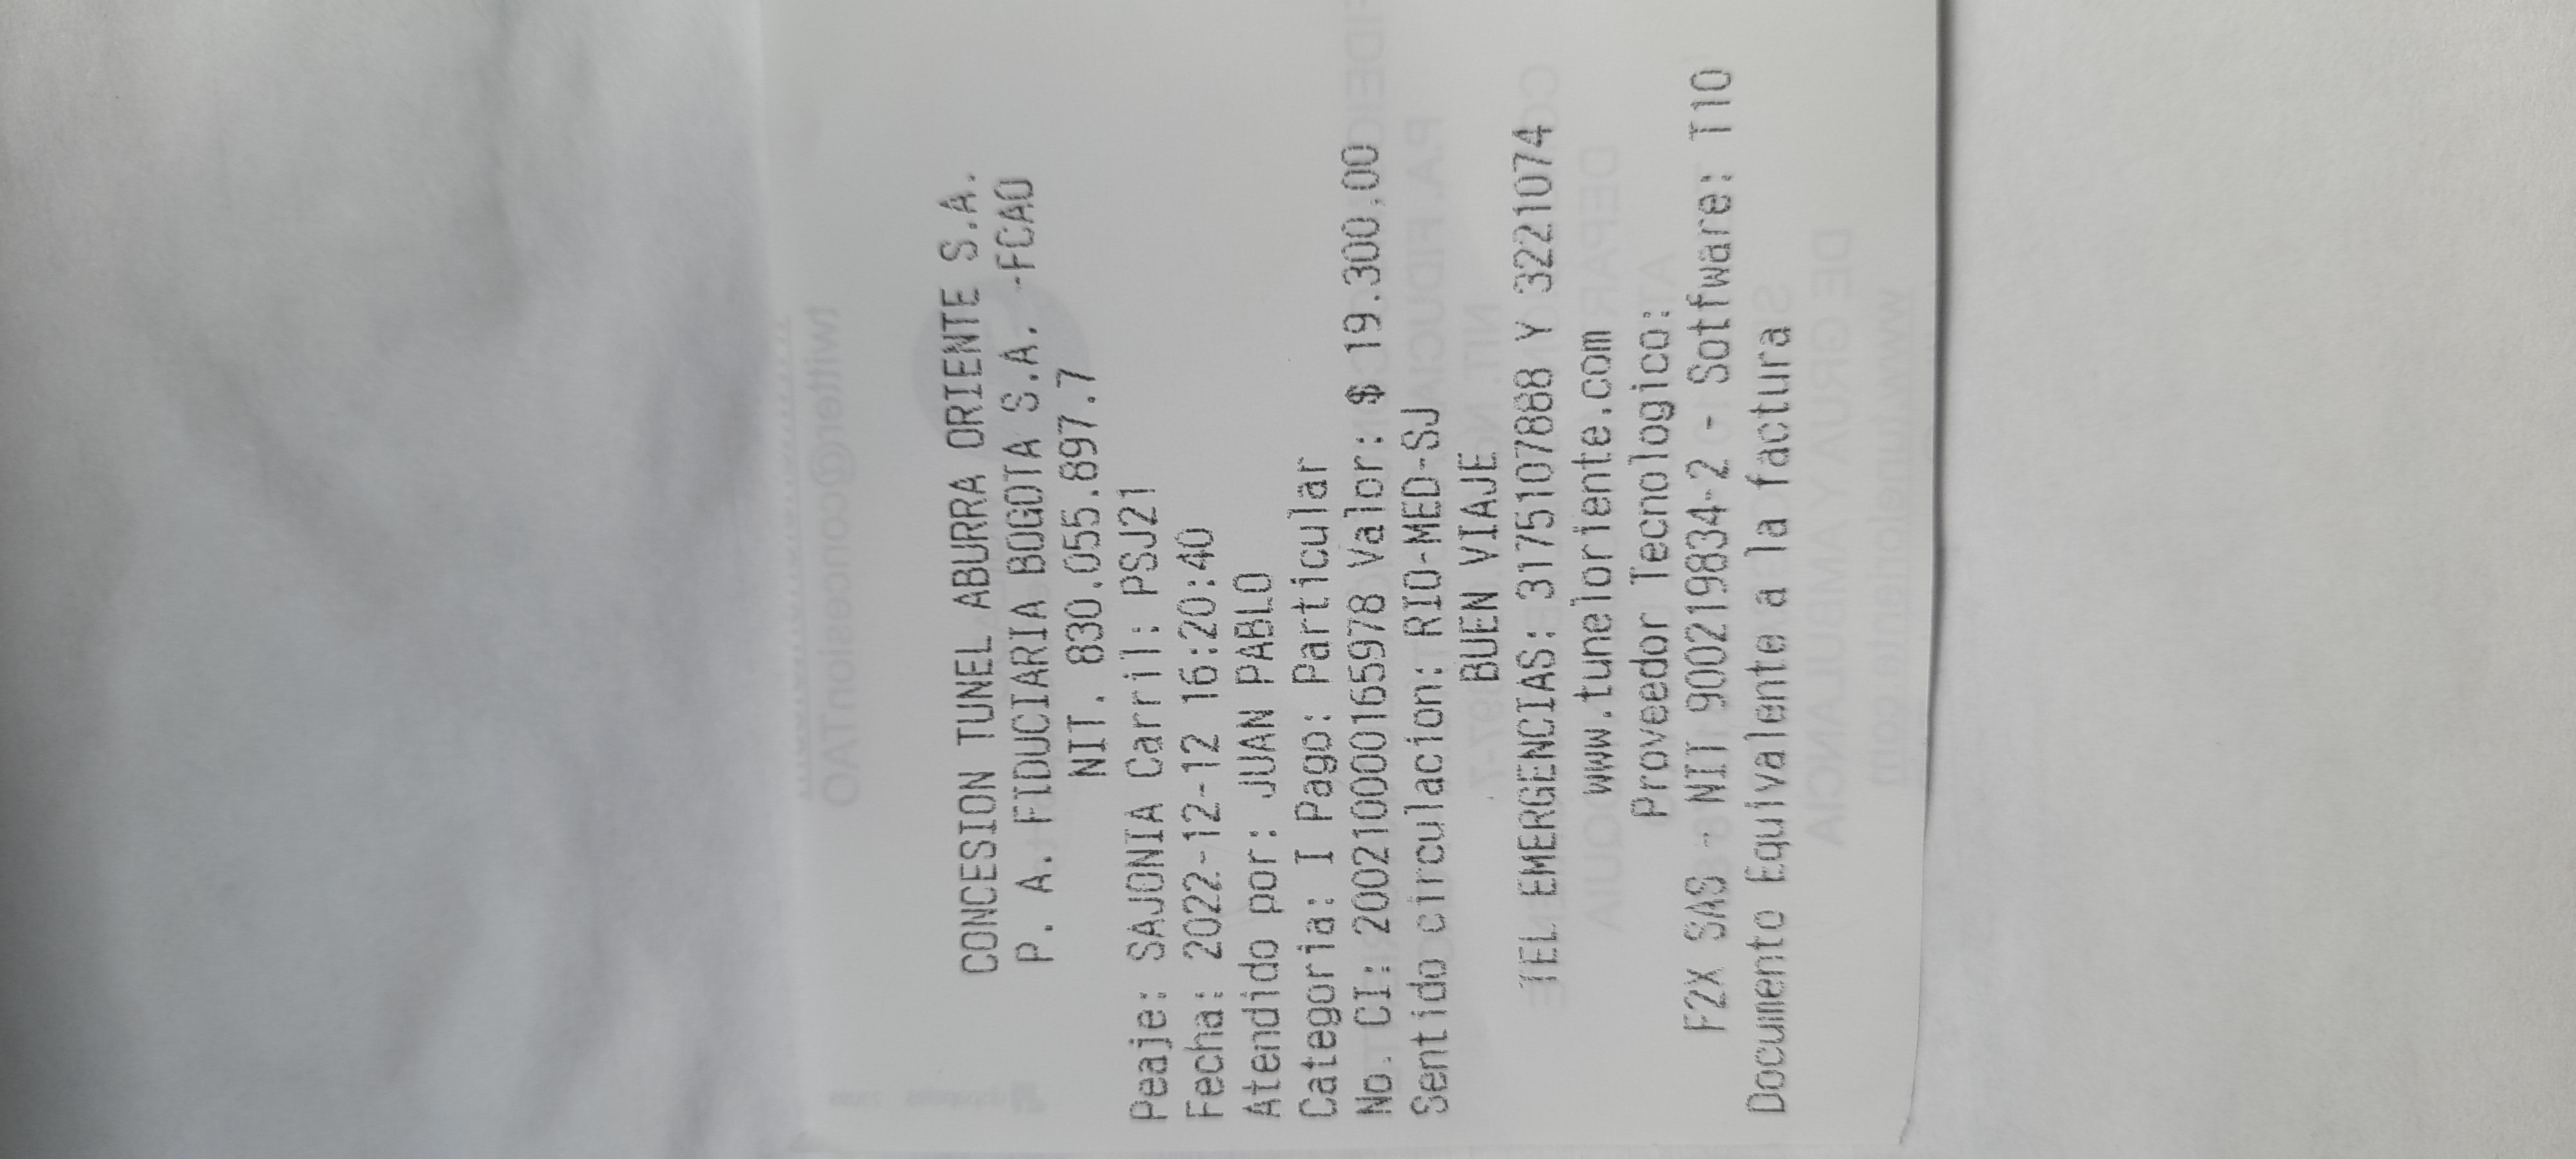 CONCESION TUNEL ABURRA ORIENTE S.A.
P. A. FIDUCIARIA BOGOTA S.A. -FCAO
NIT. 830.055.897.7
Peaje: SAJONIA Carril: PSJ21
Fecha: 2022-12-12 16:20:40
Atendido por: JUAN PABLO
Categoria: I Pago: Particular
No. CI: 200210000165978 Valor: $ 19.300,00
Sentido circulacion: RIO-MED-SJ
BUEN VIAJE
TEL EMERGENCIAS: 3175107888 Y 3221074
www.tuneloriente.com
Proveedor Tecnologico:
F2X SAS - NIT 900219834-2 - Sotfware: T10
Documento Equivalente a la factura